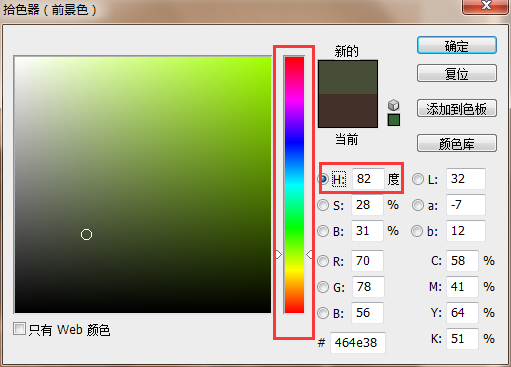 拾色器（前景色）
新的
当前
确定
复位
添加到色板
颜色库
H: 82 度
S: 28 %
B: 31 %
R: 70
G: 78
B: 56
# 464e38
L: 32
a: -7
b: 12
C: 58 %
M: 41 %
Y: 64 %
K: 51 %
只有 Web 颜色